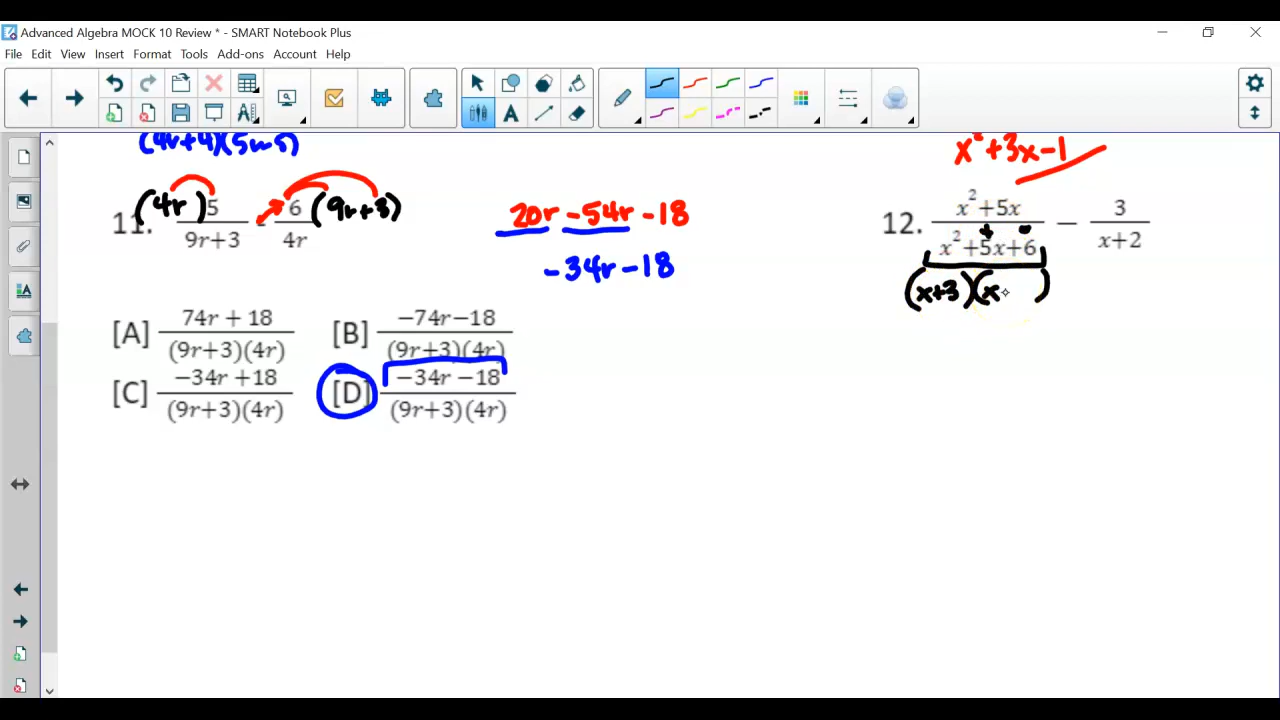 Advanced Algebra MOCK 10 Review * - SMART Notebook Plus
File Edit View Insert Format Tools Add-ons Account Help
(4r+4)(5m5)
11. (4r) 5 / 9r+3 - 6 (9r+3) / 4r
20r - 54r - 18
-34r - 18
[A] 74r + 18 / (9r+3)(4r) [B] -74r-18 / (9r+3)(4r)
[C] -34r +18 / (9r+3)(4r) [D] -34r -18 / (9r+3)(4r)
x²+3x-1
12. x² +5x / x² +5x+6 − 3 / x+2
+ •
(x+3)(x )